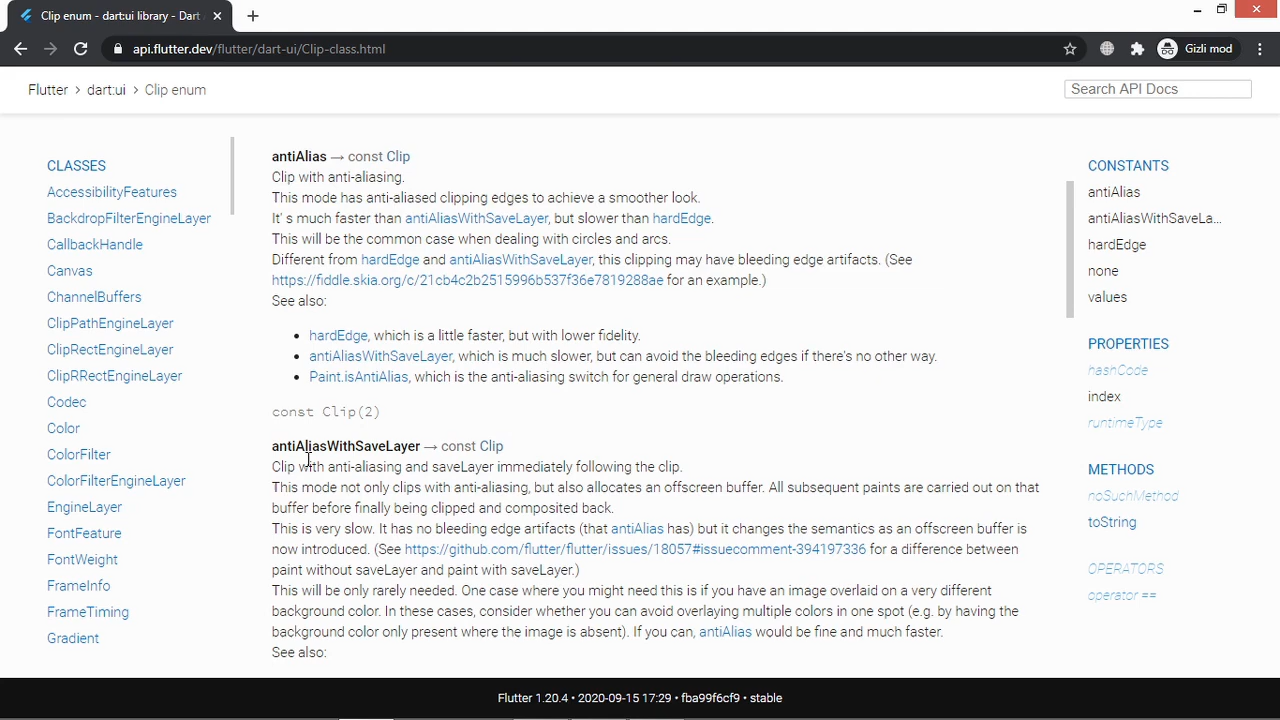 Clip enum - dart:ui library - Dart
api.flutter.dev/flutter/dart-ui/Clip-class.html
Gizli mod
Flutter > dart:ui > Clip enum
Search API Docs
CLASSES
AccessibilityFeatures
BackdropFilterEngineLayer
CallbackHandle
Canvas
ChannelBuffers
ClipPathEngineLayer
ClipRectEngineLayer
ClipRRectEngineLayer
Codec
Color
ColorFilter
ColorFilterEngineLayer
EngineLayer
FontFeature
FontWeight
FrameInfo
FrameTiming
Gradient
antiAlias → const Clip
Clip with anti-aliasing.
This mode has anti-aliased clipping edges to achieve a smoother look.
It' s much faster than antiAliasWithSaveLayer, but slower than hardEdge.
This will be the common case when dealing with circles and arcs.
Different from hardEdge and antiAliasWithSaveLayer, this clipping may have bleeding edge artifacts. (See
https://fiddle.skia.org/c/21cb4c2b2515996b537f36e7819288ae for an example.)
See also:
• hardEdge, which is a little faster, but with lower fidelity.
• antiAliasWithSaveLayer, which is much slower, but can avoid the bleeding edges if there's no other way.
• Paint.isAntiAlias, which is the anti-aliasing switch for general draw operations.
const Clip(2)
antiAliasWithSaveLayer → const Clip
Clip with anti-aliasing and saveLayer immediately following the clip.
This mode not only clips with anti-aliasing, but also allocates an offscreen buffer. All subsequent paints are carried out on that
buffer before finally being clipped and composited back.
This is very slow. It has no bleeding edge artifacts (that antiAlias has) but it changes the semantics as an offscreen buffer is
now introduced. (See https://github.com/flutter/flutter/issues/18057#issuecomment-394197336 for a difference between
paint without saveLayer and paint with saveLayer.)
This will be only rarely needed. One case where you might need this is if you have an image overlaid on a very different
background color. In these cases, consider whether you can avoid overlaying multiple colors in one spot (e.g. by having the
background color only present where the image is absent). If you can, antiAlias would be fine and much faster.
See also:
CONSTANTS
antiAlias
antiAliasWithSaveLa...
hardEdge
none
values
PROPERTIES
hashCode
index
runtimeType
METHODS
noSuchMethod
toString
OPERATORS
operator ==
Flutter 1.20.4 • 2020-09-15 17:29 • fba99f6cf9 • stable